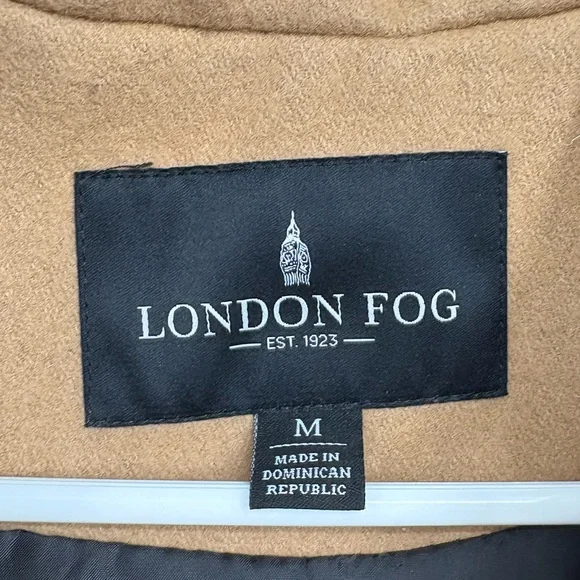 LONDON FOG
EST. 1923
M
MADE IN
DOMINICAN
REPUBLIC